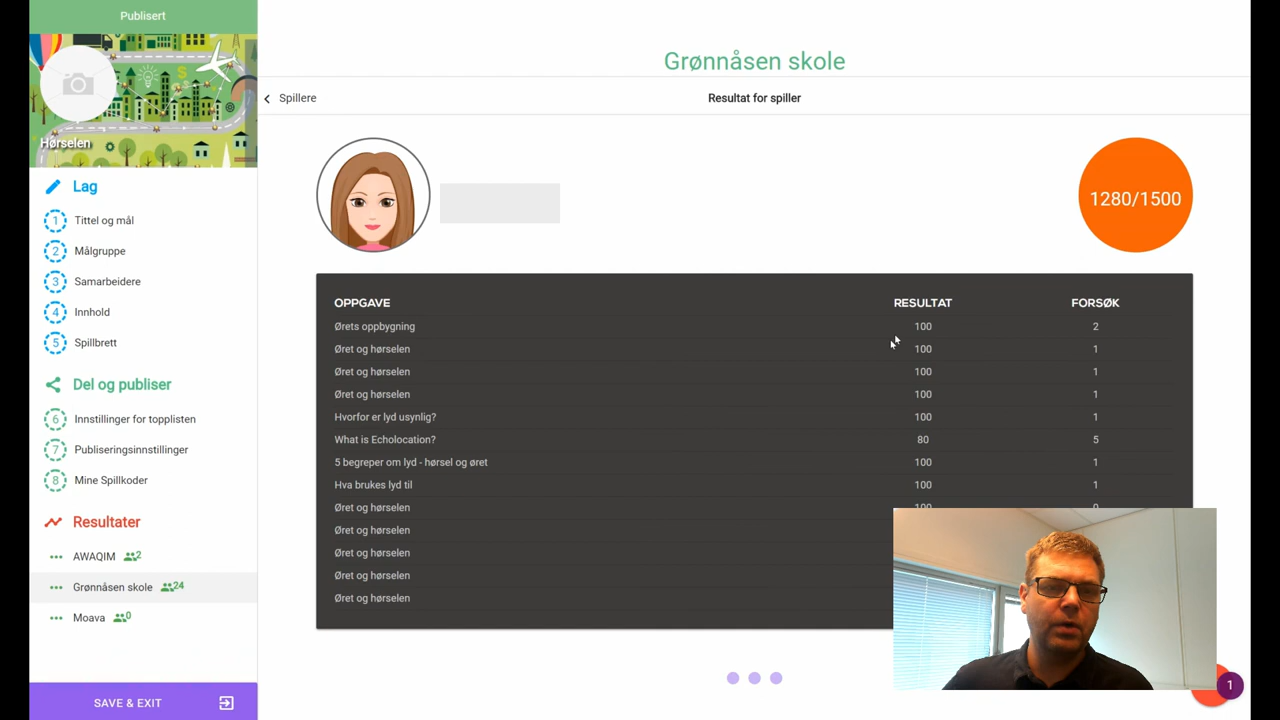 Publisert
Hørselen
Lag
1 Tittel og mål
2 Målgruppe
3 Samarbeidere
4 Innhold
5 Spillbrett
Del og publiser
6 Innstillinger for topplisten
7 Publiseringsinnstillinger
8 Mine Spillkoder
Resultater
AWAQIM 2
Grønnåsen skole 24
Moava 0
SAVE & EXIT
Grønnåsen skole
Spillere
Resultat for spiller
1280/1500
OPPGAVE RESULTAT FORSØK
Ørets oppbygning 100 2
Øret og hørselen 100 1
Øret og hørselen 100 1
Øret og hørselen 100 1
Hvorfor er lyd usynlig? 100 1
What is Echolocation? 80 5
5 begreper om lyd - hørsel og øret 100 1
Hva brukes lyd til 100 1
Øret og hørselen 100
Øret og hørselen
Øret og hørselen
Øret og hørselen
Øret og hørselen
1